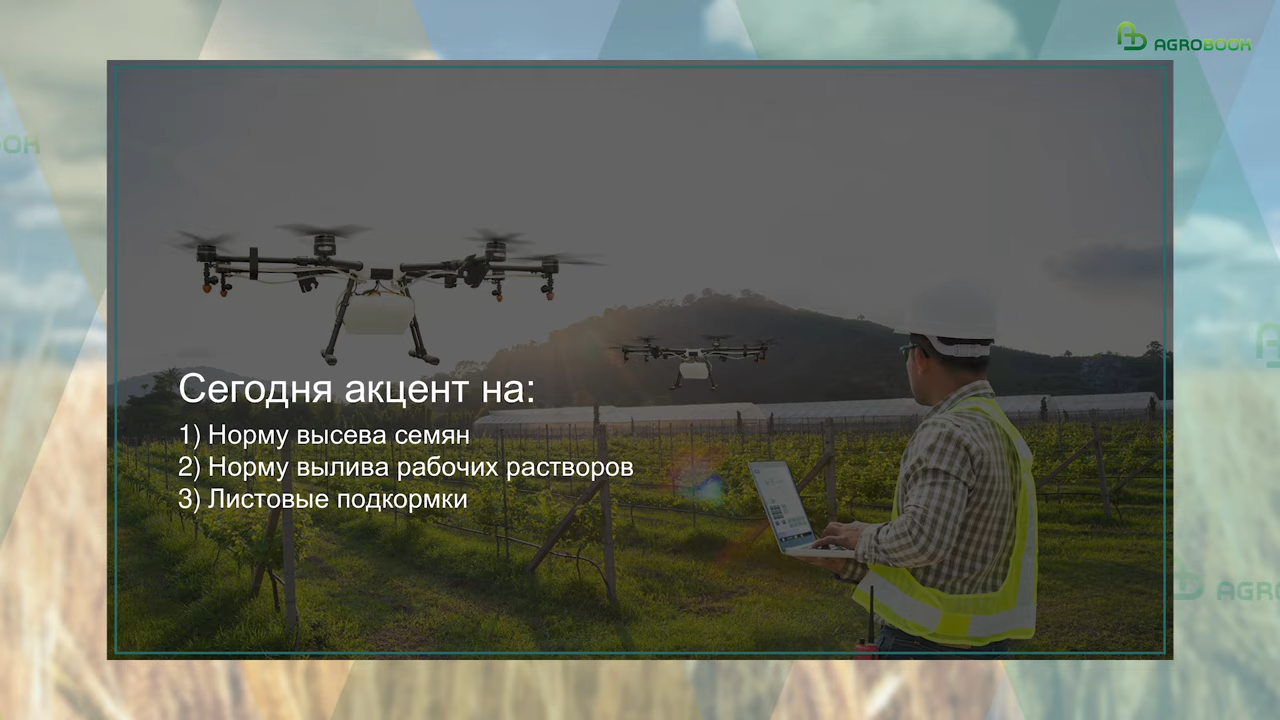 AGROBOOK
Сегодня акцент на:
1) Норму высева семян
2) Норму вылива рабочих растворов
3) Листовые подкормки